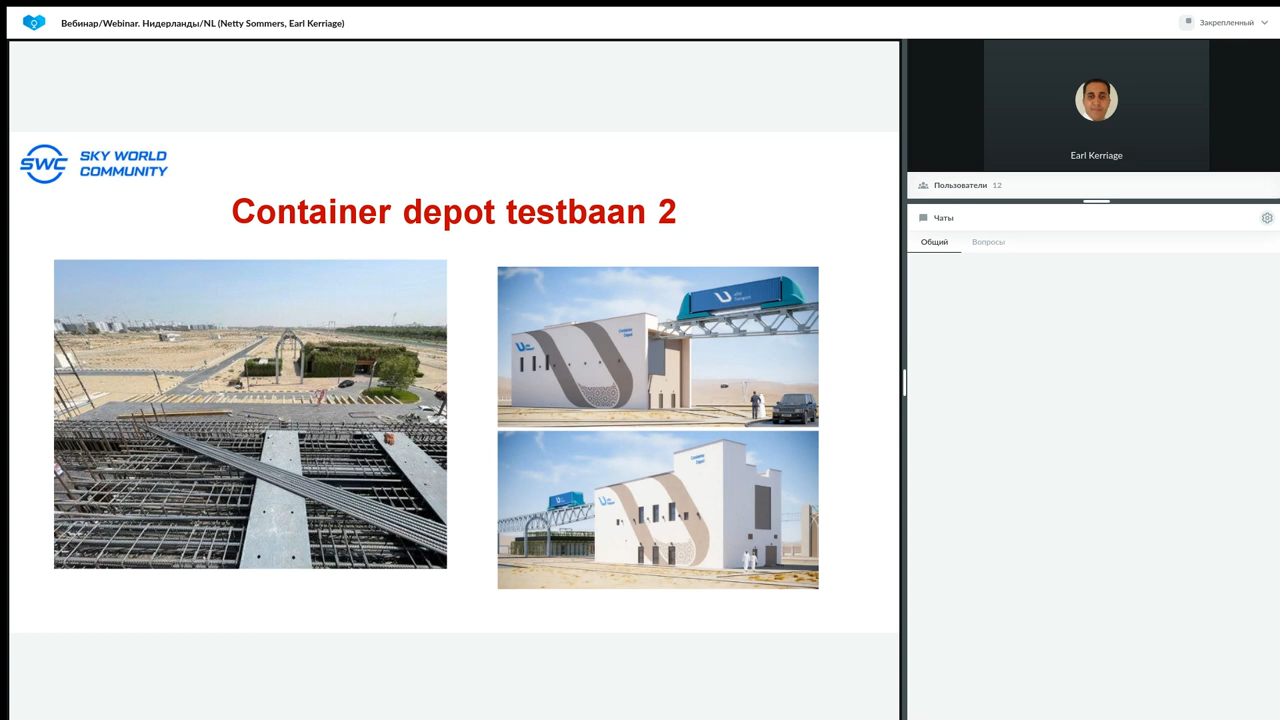 Вебинар/Webinar. Нидерланды/NL (Netty Sommers, Earl Kerriage)
Закрепленный
SWC SKY WORLD
COMMUNITY
Container depot testbaan 2
Earl Kerriage
Пользователи 12
Чаты
Общий Вопросы